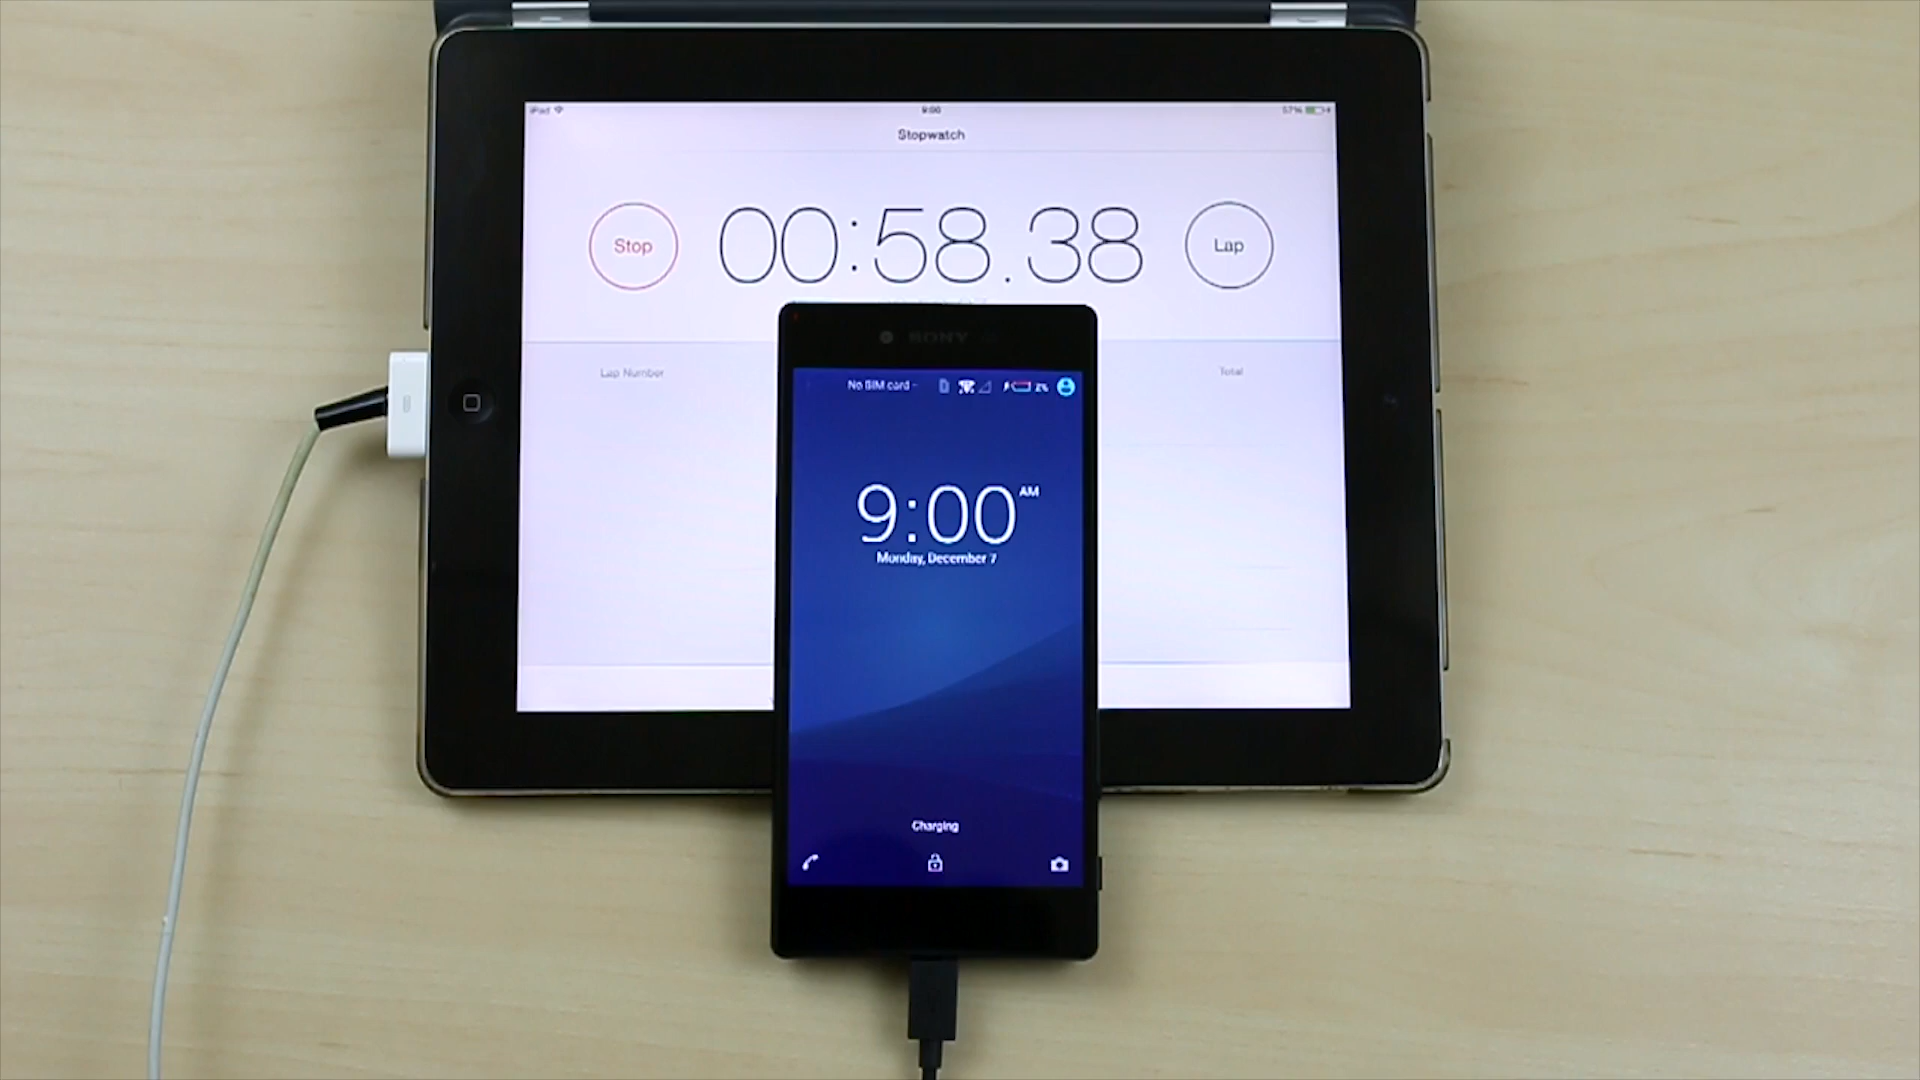 iPad 9:00 57%
Stopwatch
Stop 00:58.38 Lap
SONY
Lap Number Total
No SIM card 2%
9:00 AM
Monday, December 7
Charging